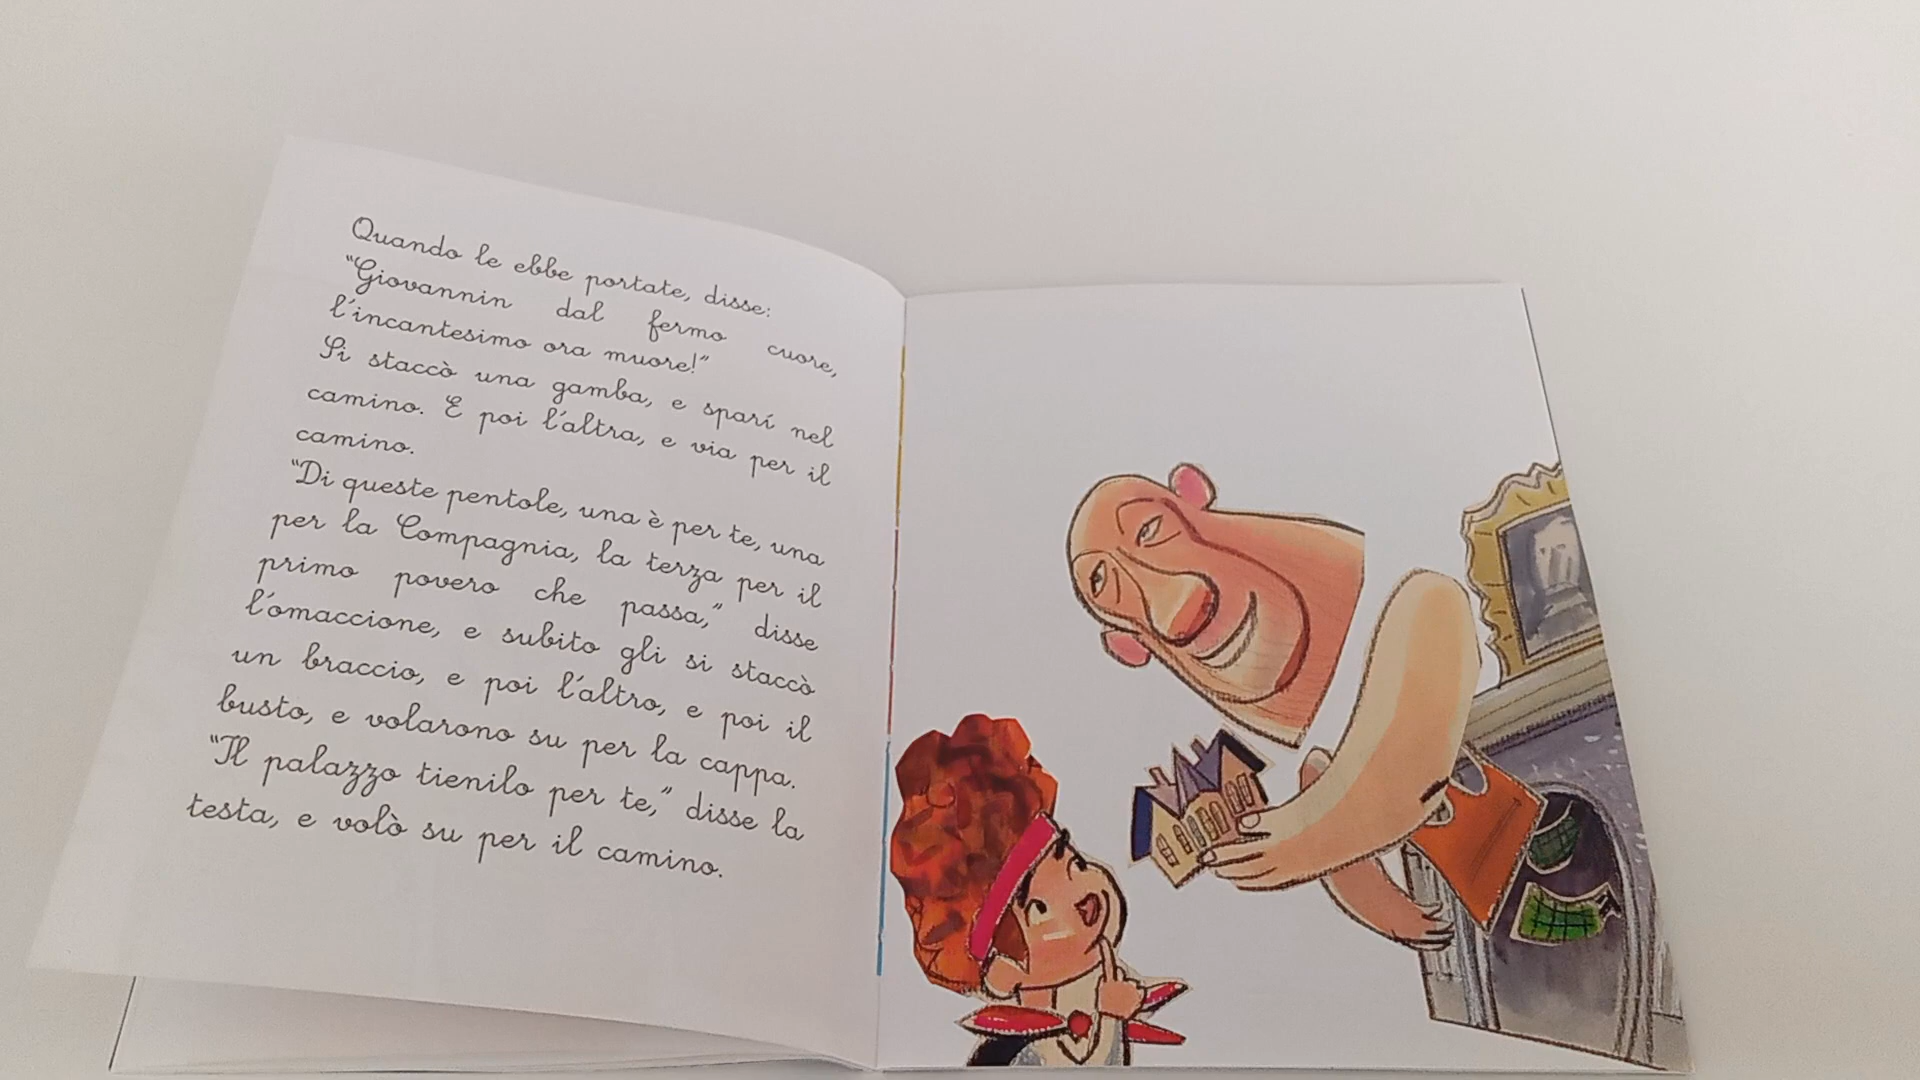 Quando le ebbe portate, disse:
"Giovannin dal fermo cuore,
l'incantesimo ora muore!"
Si staccò una gamba, e sparí nel
camino. E poi l'altra, e via per il
camino.
"Di queste pentole, una è per te, una
per la Compagnia, la terza per il
primo povero che passa," disse
l'omaccione, e subito gli si staccò
un braccio, e poi l'altro, e poi il
busto, e volarono su per la cappa.
"Il palazzo tienilo per te," disse la
testa, e volò su per il camino.